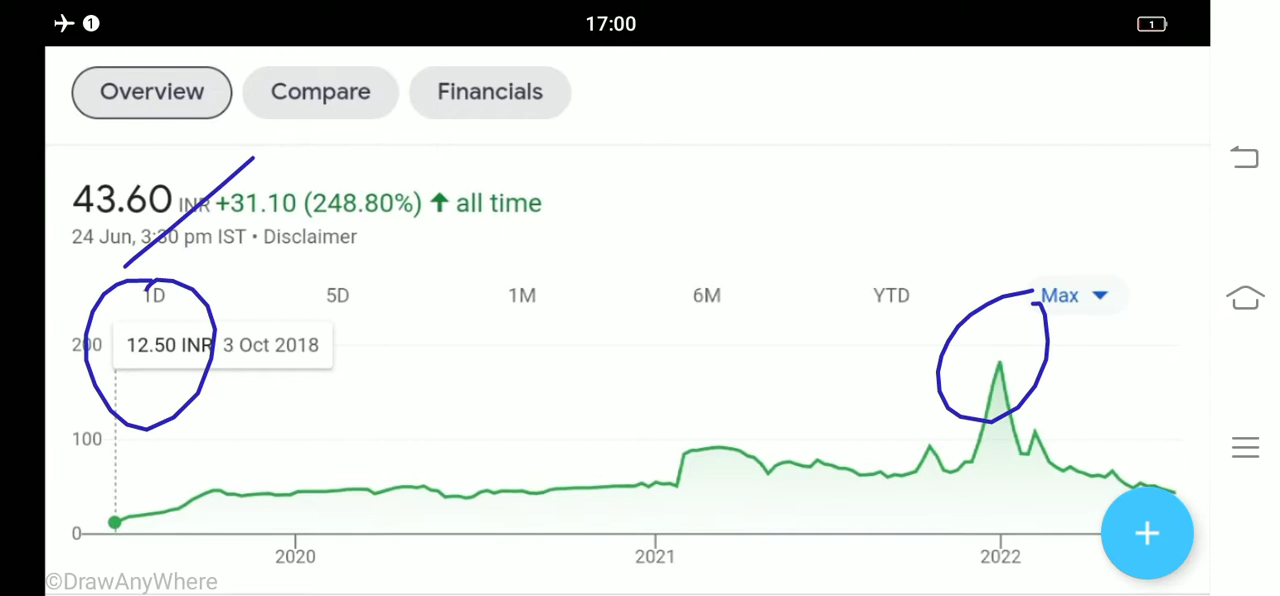 1 17:00 1
Overview Compare Financials
43.60 INR +31.10 (248.80%) ↑ all time
24 Jun, 3:30 pm IST • Disclaimer
1D 5D 1M 6M YTD Max
200 12.50 INR 3 Oct 2018
100
0
2020 2021 2022
+
©DrawAnyWhere